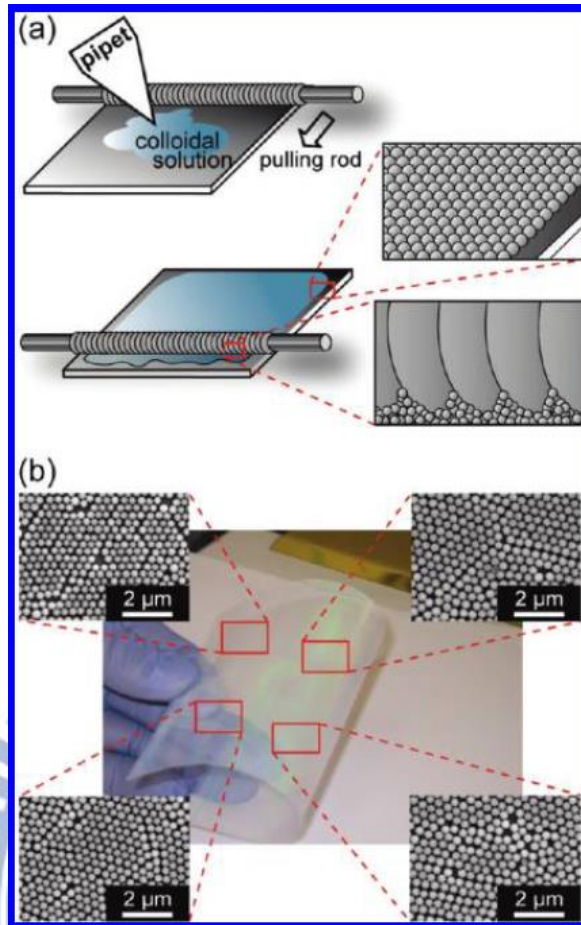 (a)
pipet
colloidal
solution
pulling rod
(b)
2 μm
2 μm
2 μm
2 μm